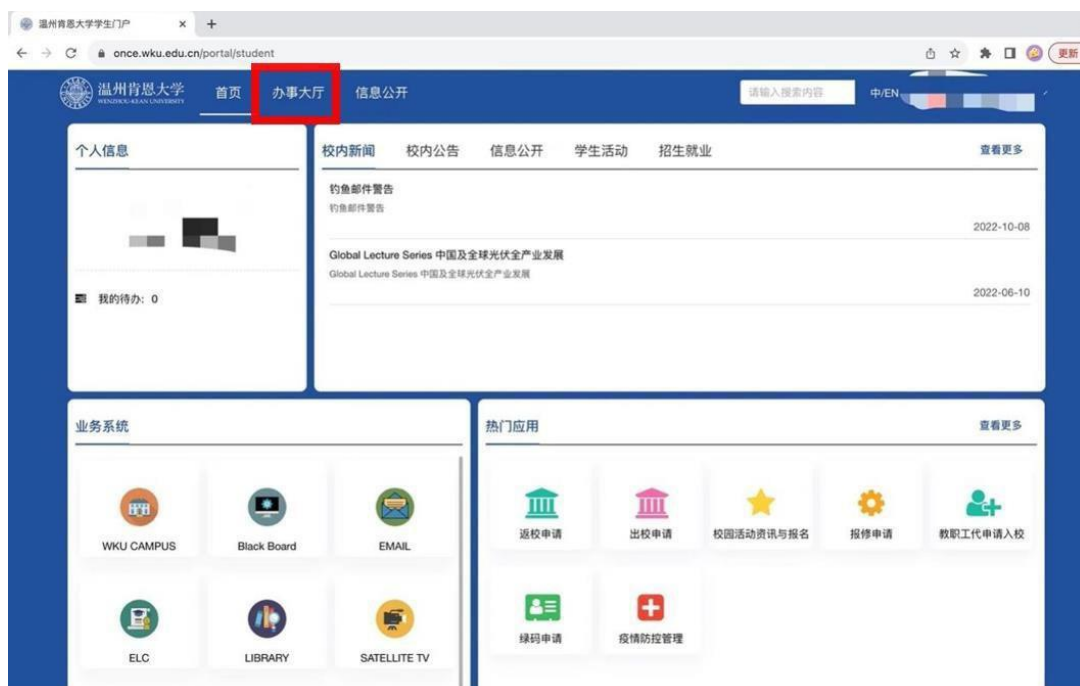 温州肯恩大学学生门户
once.wku.edu.cn/portal/student
更新
温州肯恩大学
WENZHOU-KEAN UNIVERSITY
首页 办事大厅 信息公开
请输入搜索内容
中/EN
个人信息
我的待办: 0
校内新闻 校内公告 信息公开 学生活动 招生就业 查看更多
钓鱼邮件警告
钓鱼邮件警告
2022-10-08
Global Lecture Series 中国及全球光伏全产业发展
Global Lecture Series 中国及全球光伏全产业发展
2022-06-10
业务系统
WKU CAMPUS Black Board EMAIL
ELC LIBRARY SATELLITE TV
热门应用 查看更多
返校申请 出校申请 校园活动资讯与报名 报修申请 教职工代申请入校
绿码申请 疫情防控管理